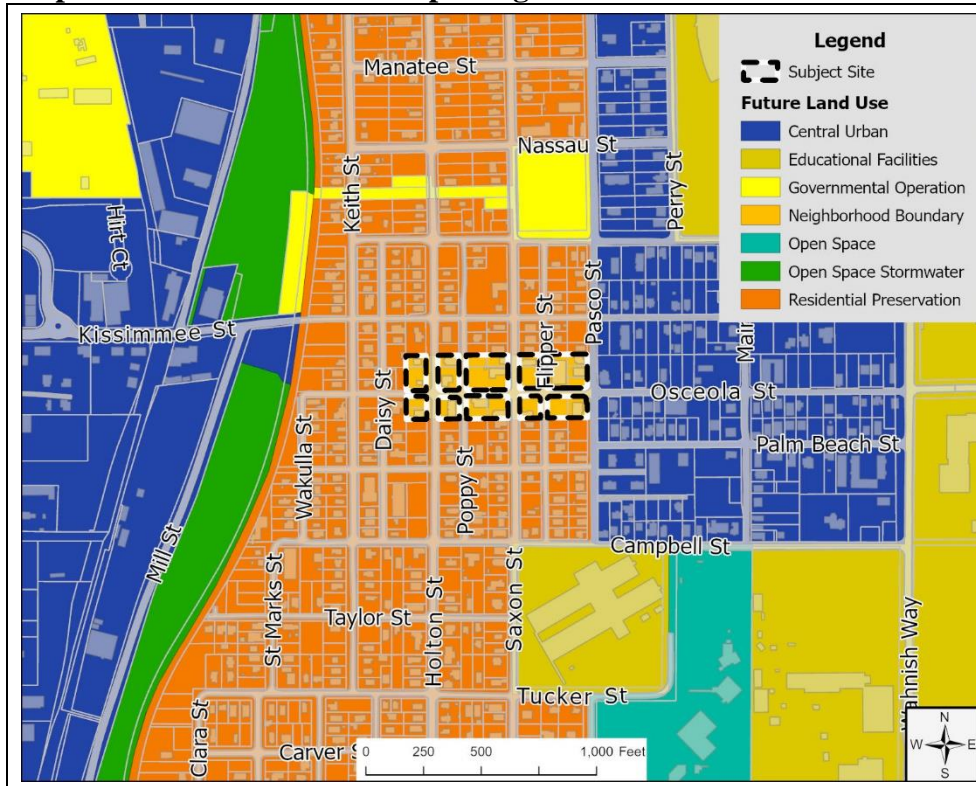 Legend
Subject Site
Future Land Use
Central Urban
Educational Facilities
Governmental Operation
Neighborhood Boundary
Open Space
Open Space Stormwater
Residential Preservation
Manatee St
Nassau St
Keith St
Perry St
Hirt Ct
Kissimmee St
Flipper St
Pasco St
Main
Osceola St
Daisy St
Wakulla St
Palm Beach St
Poppy St
Mill St
Campbell St
St Marks St
Taylor St
Holton St
Saxon St
Wahnish Way
Tucker St
Clara St
Carver S
0 250 500 1,000 Feet
N
W E
S